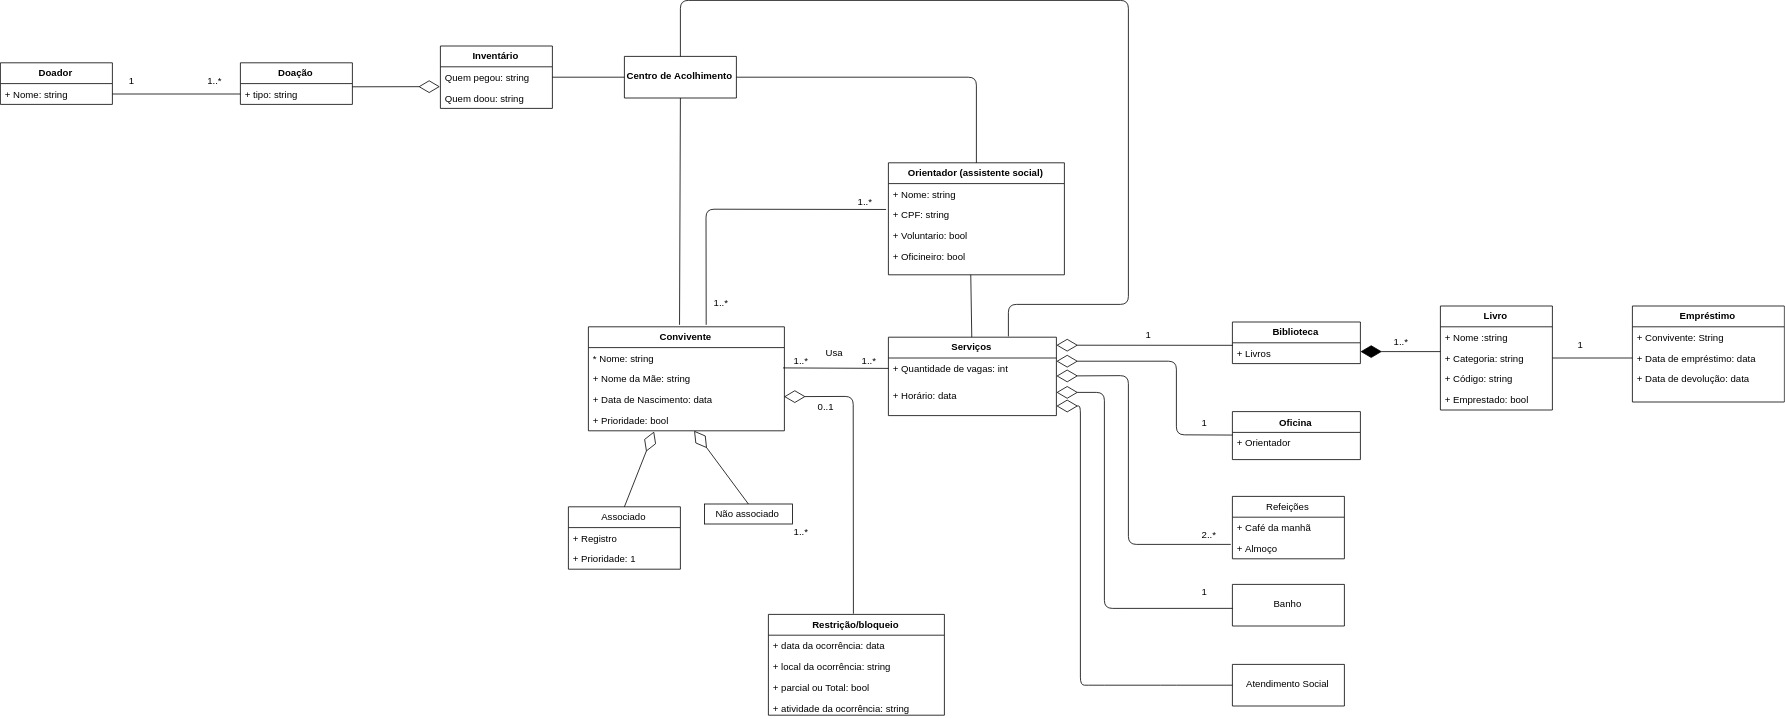 Doador
+ Nome: string
1
1..*
Doação
+ tipo: string
Inventário
Quem pegou: string
Quem doou: string
Centro de Acolhimento
Orientador (assistente social)
+ Nome: string
+ CPF: string
+ Voluntario: bool
+ Oficineiro: bool
1..*
1..*
Convivente
* Nome: string
+ Nome da Mãe: string
+ Data de Nascimento: data
+ Prioridade: bool
1..*
Usa
1..*
0..1
Serviços
+ Quantidade de vagas: int
+ Horário: data
1
Biblioteca
+ Livros
1..*
Livro
+ Nome :string
+ Categoria: string
+ Código: string
+ Emprestado: bool
1
Empréstimo
+ Convivente: String
+ Data de empréstimo: data
+ Data de devolução: data
1
Oficina
+ Orientador
Associado
+ Registro
+ Prioridade: 1
Não associado
1..*
2..*
Refeições
+ Café da manhã
+ Almoço
1
Banho
Atendimento Social
Restrição/bloqueio
+ data da ocorrência: data
+ local da ocorrência: string
+ parcial ou Total: bool
+ atividade da ocorrência: string